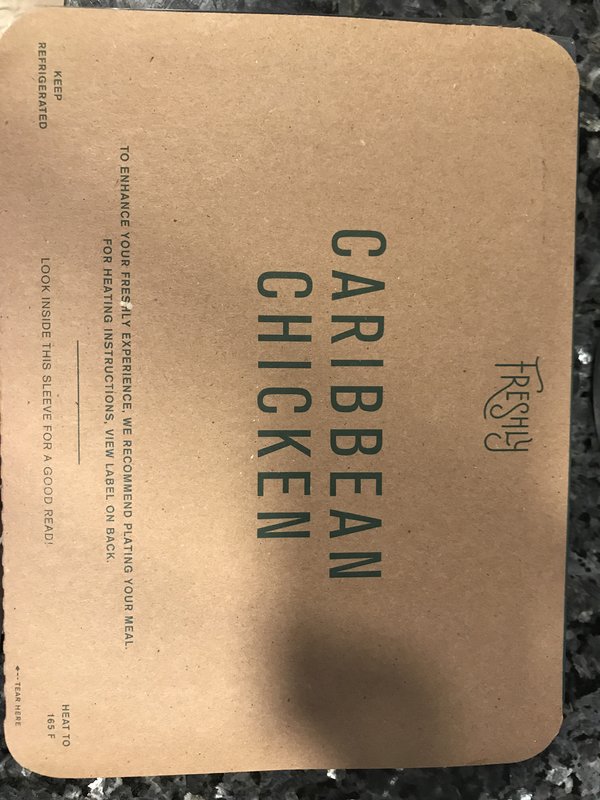 FRESHLY
CARIBBEAN
CHICKEN
TO ENHANCE YOUR FRESHLY EXPERIENCE, WE RECOMMEND PLATING YOUR MEAL.
FOR HEATING INSTRUCTIONS, VIEW LABEL ON BACK.
KEEP
REFRIGERATED
LOOK INSIDE THIS SLEEVE FOR A GOOD READ!
HEAT TO
165 F
TEAR HERE